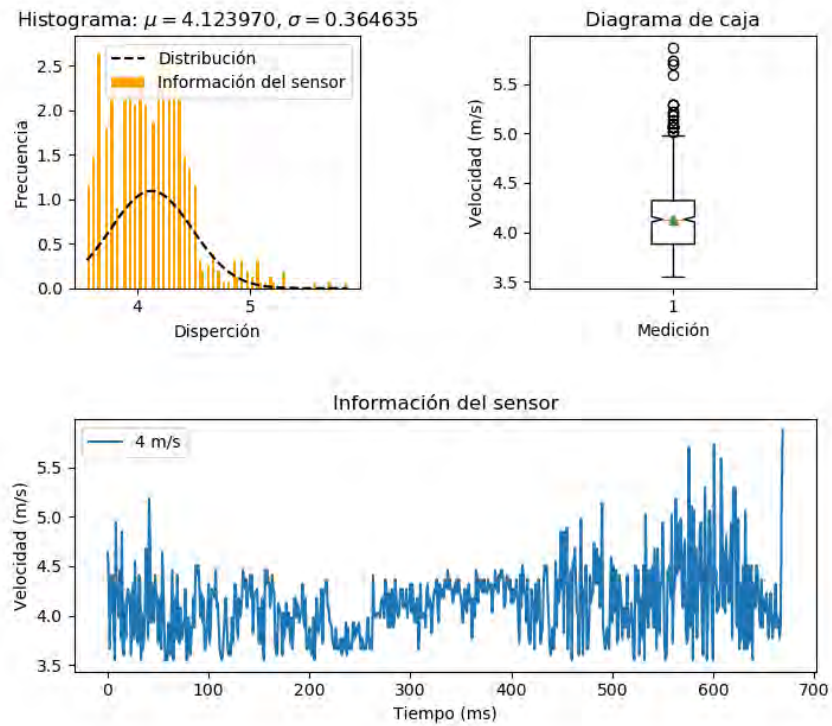 Histograma: μ = 4.123970, σ = 0.364635
Distribución
Información del sensor
2.5
2.0
1.5
1.0
0.5
0.0
Frecuencia
4 5
Disperción
Diagrama de caja
5.5
5.0
4.5
4.0
3.5
Velocidad (m/s)
1
Medición
Información del sensor
4 m/s
5.5
5.0
4.5
4.0
3.5
Velocidad (m/s)
0 100 200 300 400 500 600 700
Tiempo (ms)